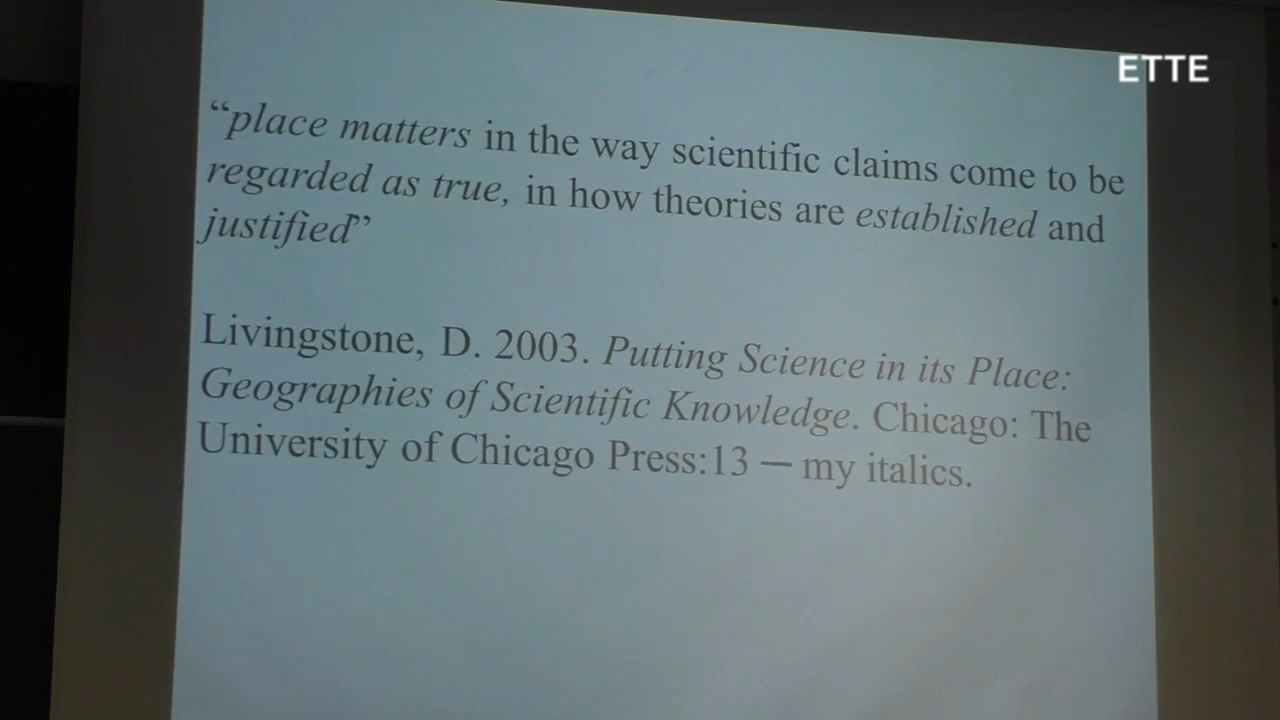 ETTE
“place matters in the way scientific claims come to be
regarded as true, in how theories are established and
justified”
Livingstone, D. 2003. Putting Science in its Place:
Geographies of Scientific Knowledge. Chicago: The
University of Chicago Press:13 — my italics.